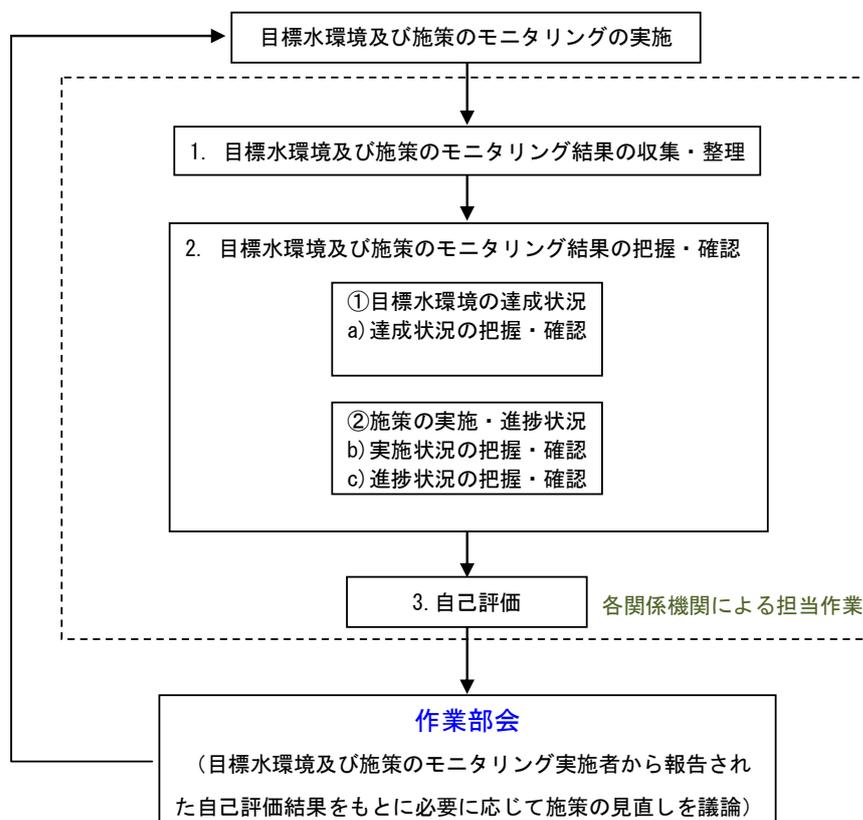 目標水環境及び施策のモニタリングの実施
1. 目標水環境及び施策のモニタリング結果の収集・整理
2. 目標水環境及び施策のモニタリング結果の把握・確認
①目標水環境の達成状況
a)達成状況の把握・確認
②施策の実施・進捗状況
b)実施状況の把握・確認
c)進捗状況の把握・確認
3.自己評価
各関係機関による担当作業
作業部会
(目標水環境及び施策のモニタリング実施者から報告され
た自己評価結果をもとに必要に応じて施策の見直しを議論)